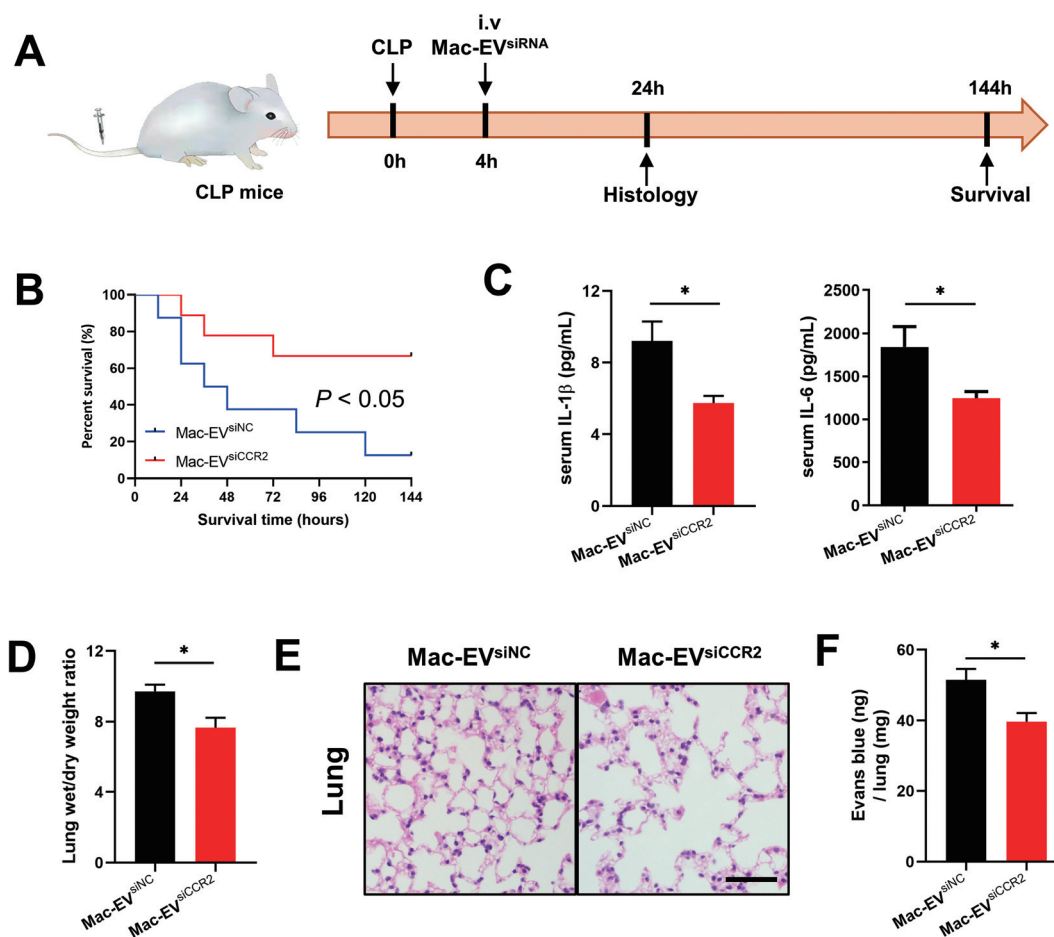 A
CLP
i.v
Mac-EVsiRNA
24h
144h
0h
4h
CLP mice
Histology
Survival
B
Percent survival (%)
100
80
60
40
20
0
P < 0.05
Mac-EVsiNC
Mac-EVsiCCR2
0
24
48
72
96
120
144
Survival time (hours)
C
serum IL-1β (pg/mL)
12
9
6
3
0
*
Mac-EVsiNC
Mac-EVsiCCR2
serum IL-6 (pg/mL)
2500
2000
1500
1000
500
0
*
Mac-EVsiNC
Mac-EVsiCCR2
D
Lung wet/dry weight ratio
12
8
4
0
*
Mac-EVsiNC
Mac-EVsiCCR2
E
Mac-EVsiNC
Mac-EVsiCCR2
Lung
F
Evans blue (ng)
/ lung (mg)
60
40
20
0
*
Mac-EVsiNC
Mac-EVsiCCR2